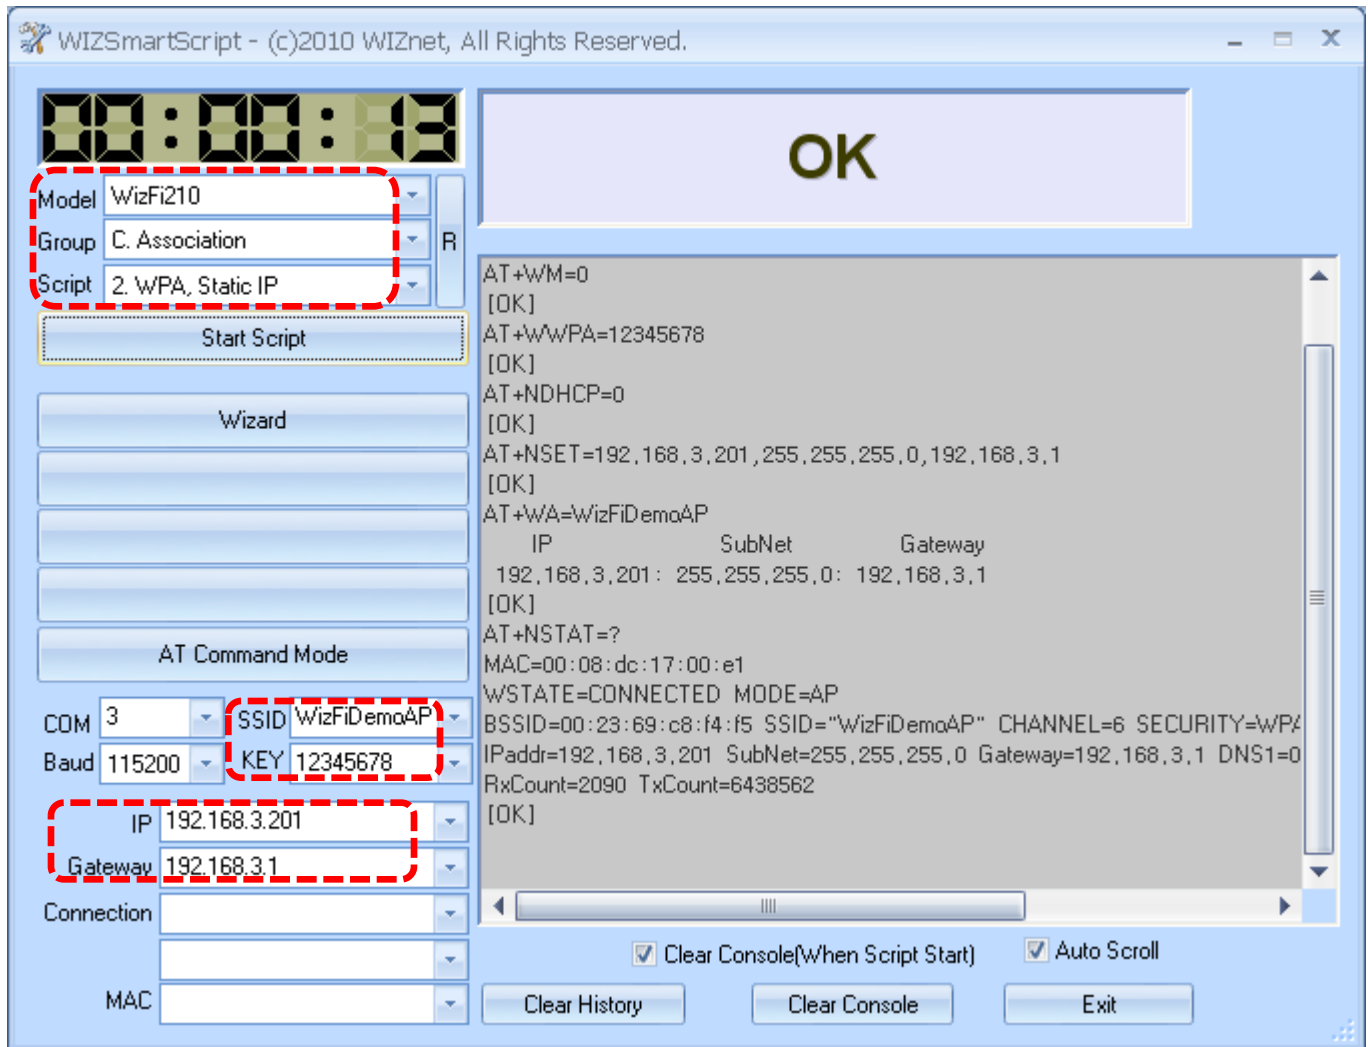 WIZSmartScript - (c)2010 WIZnet, All Rights Reserved.
00:00:13
OK
Model WizFi210
Group C. Association
R
Script 2. WPA, Static IP
Start Script
Wizard
AT Command Mode
COM 3 SSID WizFiDemoAP
Baud 115200 KEY 12345678
IP 192.168.3.201
Gateway 192.168.3.1
Connection
MAC
AT+WM=0
[OK]
AT+WWPA=12345678
[OK]
AT+NDHCP=0
[OK]
AT+NSET=192,168,3,201,255,255,255,0,192,168,3,1
[OK]
AT+WA=WizFiDemoAP
IP SubNet Gateway
192,168,3,201: 255,255,255,0: 192,168,3,1
[OK]
AT+NSTAT=?
MAC=00:08:dc:17:00:e1
WSTATE=CONNECTED MODE=AP
BSSID=00:23:69:c8:f4:f5 SSID="WizFiDemoAP" CHANNEL=6 SECURITY=WPA
IPaddr=192,168,3,201 SubNet=255,255,255,0 Gateway=192,168,3,1 DNS1=0
RxCount=2090 TxCount=6438562
[OK]
Clear Console(When Script Start) Auto Scroll
Clear History Clear Console Exit